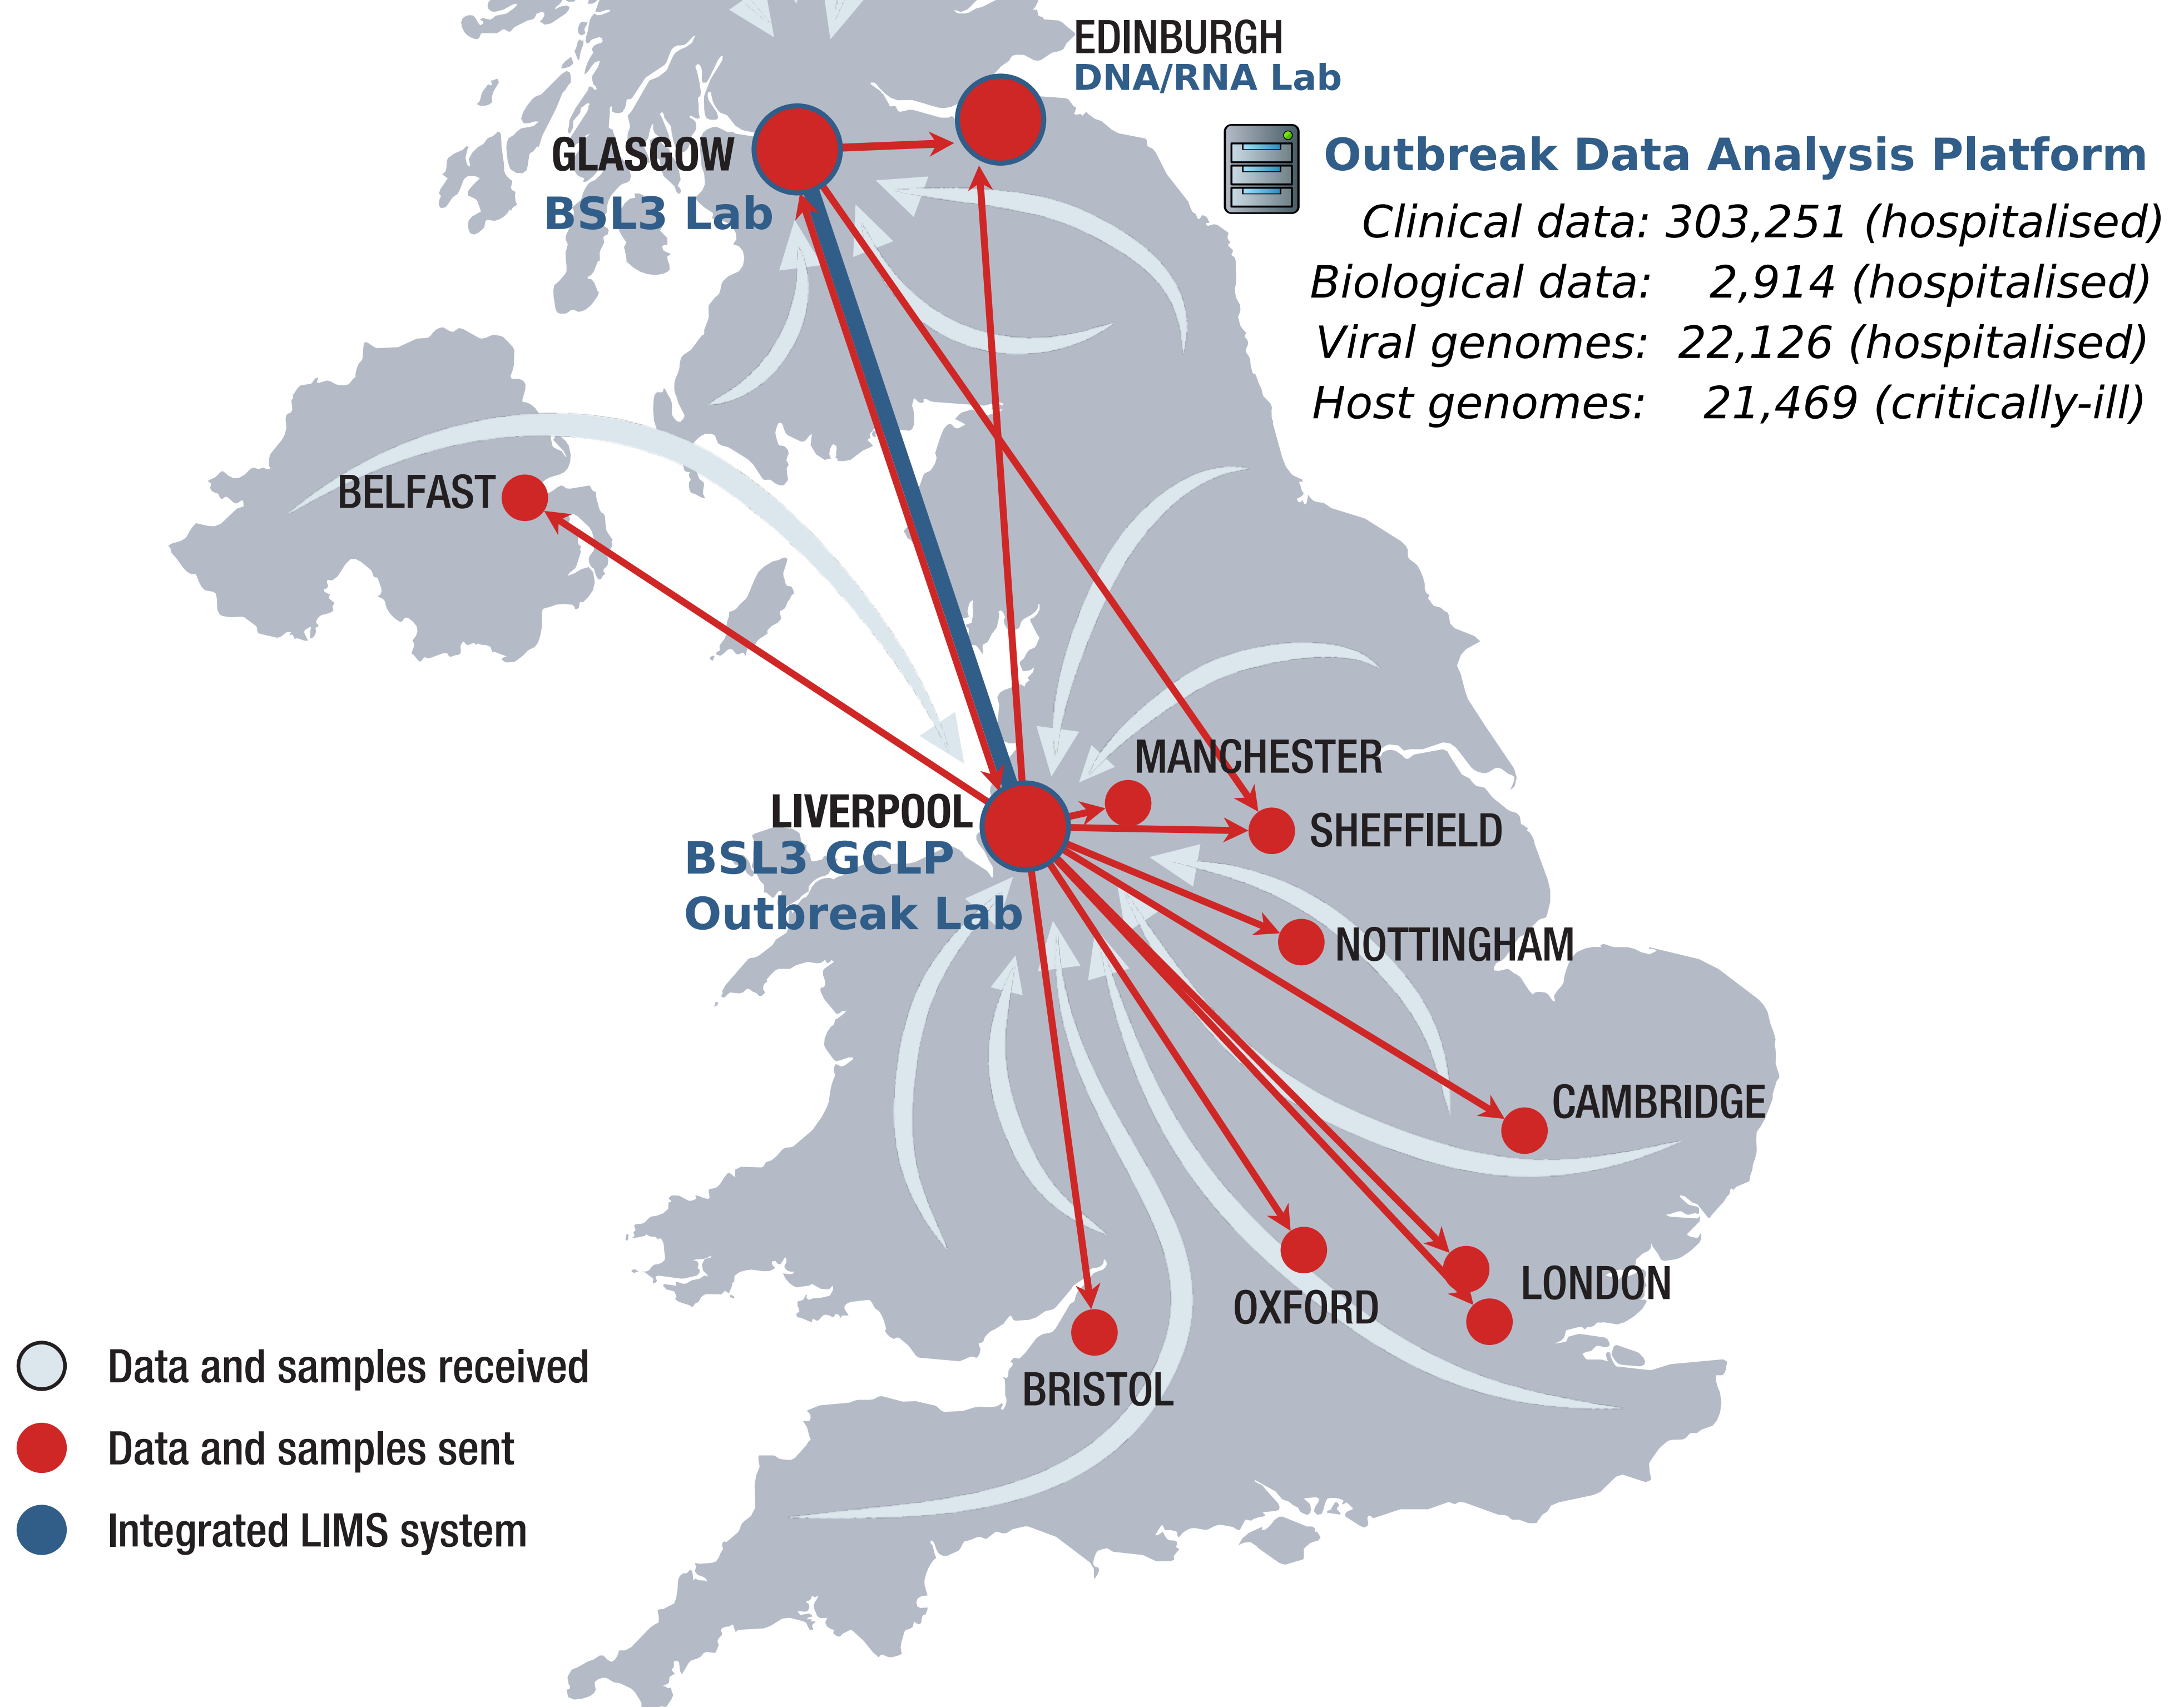 EDINBURGH
DNA/RNA Lab
GLASGOW
BSL3 Lab
Outbreak Data Analysis Platform
Clinical data: 303,251 (hospitalised)
Biological data: 2,914 (hospitalised)
Viral genomes: 22,126 (hospitalised)
Host genomes: 21,469 (critically-ill)
BELFAST
MANCHESTER
LIVERPOOL
BSL3 GCLP
Outbreak Lab
SHEFFIELD
NOTTINGHAM
CAMBRIDGE
LONDON
OXFORD
BRISTOL
Data and samples received
Data and samples sent
Integrated LIMS system